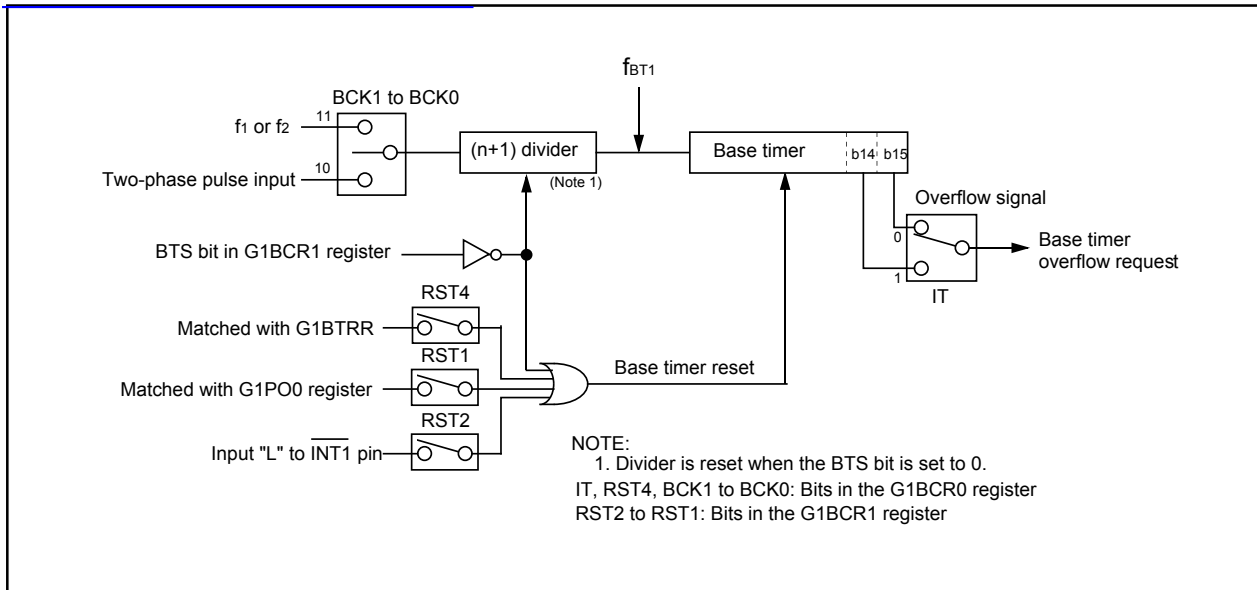 fBT1
BCK1 to BCK0
11
f1 or f2
(n+1) divider
Base timer
b14
b15
10
Two-phase pulse input
(Note 1)
Overflow signal
0
BTS bit in G1BCR1 register
Base timer
overflow request
1
IT
RST4
Matched with G1BTRR
RST1
Base timer reset
Matched with G1PO0 register
RST2
Input "L" to INT1 pin
NOTE:
1. Divider is reset when the BTS bit is set to 0.
IT, RST4, BCK1 to BCK0: Bits in the G1BCR0 register
RST2 to RST1: Bits in the G1BCR1 register